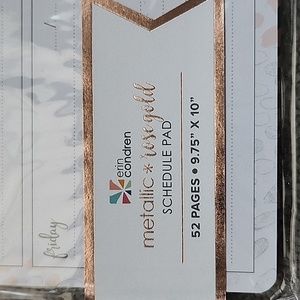 erin
condren
metallic * rose gold
SCHEDULE PAD
52 PAGES • 9.75" X 10"
friday
/